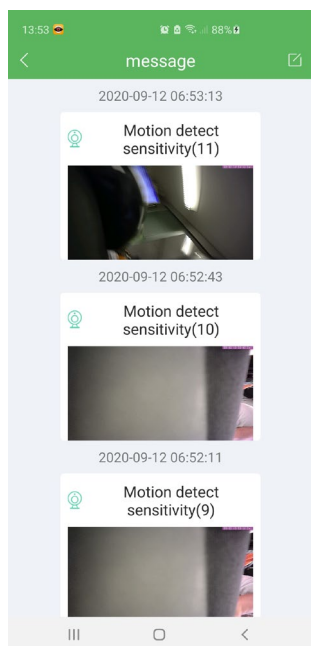 13:53
88%
message
2020-09-12 06:53:13
Motion detect
sensitivity(11)
2020-09-12 06:52:43
Motion detect
sensitivity(10)
2020-09-12 06:52:11
Motion detect
sensitivity(9)